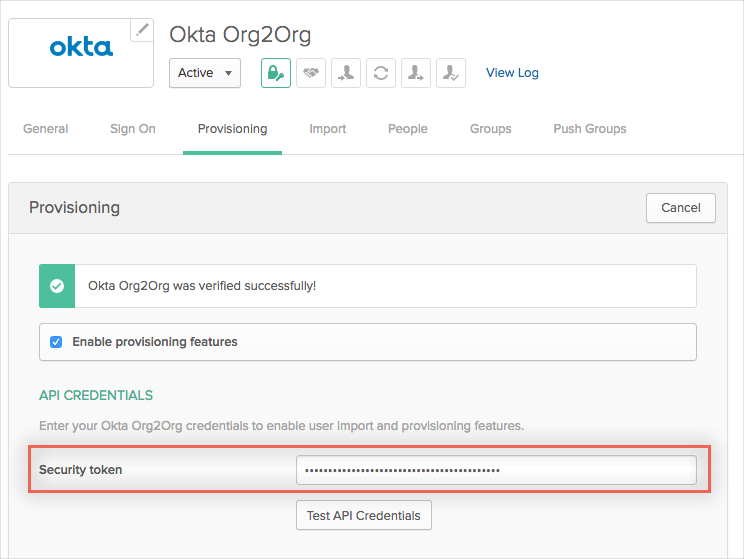 okta
Okta Org2Org
Active
View Log
General Sign On Provisioning Import People Groups Push Groups
Provisioning
Cancel
Okta Org2Org was verified successfully!
Enable provisioning features
API CREDENTIALS
Enter your Okta Org2Org credentials to enable user import and provisioning features.
Security token ••••••••••••••••••••••••••••••••••••••••••
Test API Credentials